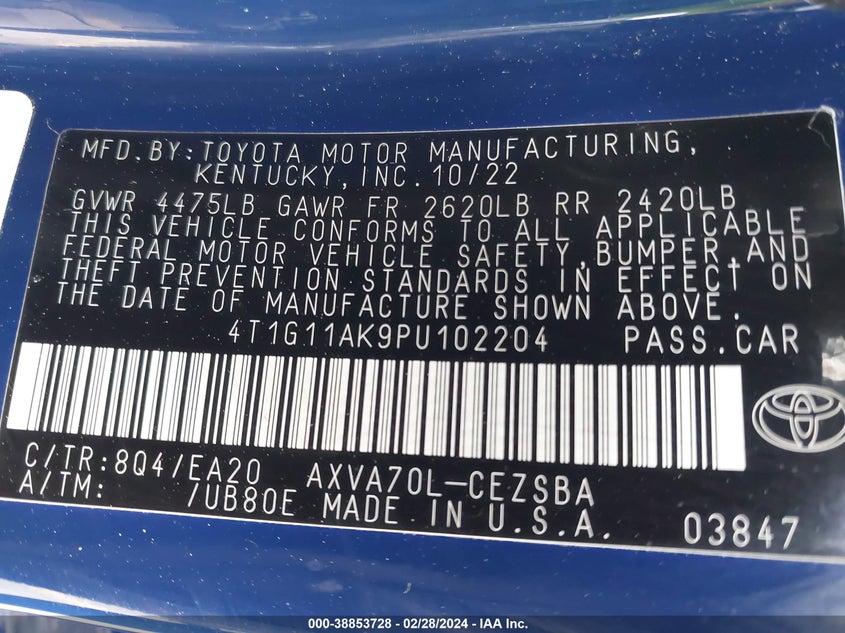 MFD.BY:TOYOTA MOTOR MANUFACTURING,
KENTUCKY,INC. 10/22
GVWR 4475LB GAWR FR 2620LB RR 2420LB
THIS VEHICLE CONFORMS TO ALL APPLICABLE
FEDERAL MOTOR VEHICLE SAFETY,BUMPER,AND
THEFT PREVENTION STANDARDS IN EFFECT ON
THE DATE OF MANUFACTURE SHOWN ABOVE.
4T1G11AK9PU102204 PASS.CAR
C/TR:8Q4/EA20 AXVA70L-CEZSBA
A/TM: /UB80E MADE IN U.S.A. 03847
000-38853728 - 02/28/2024 - IAA Holdings, LLC.